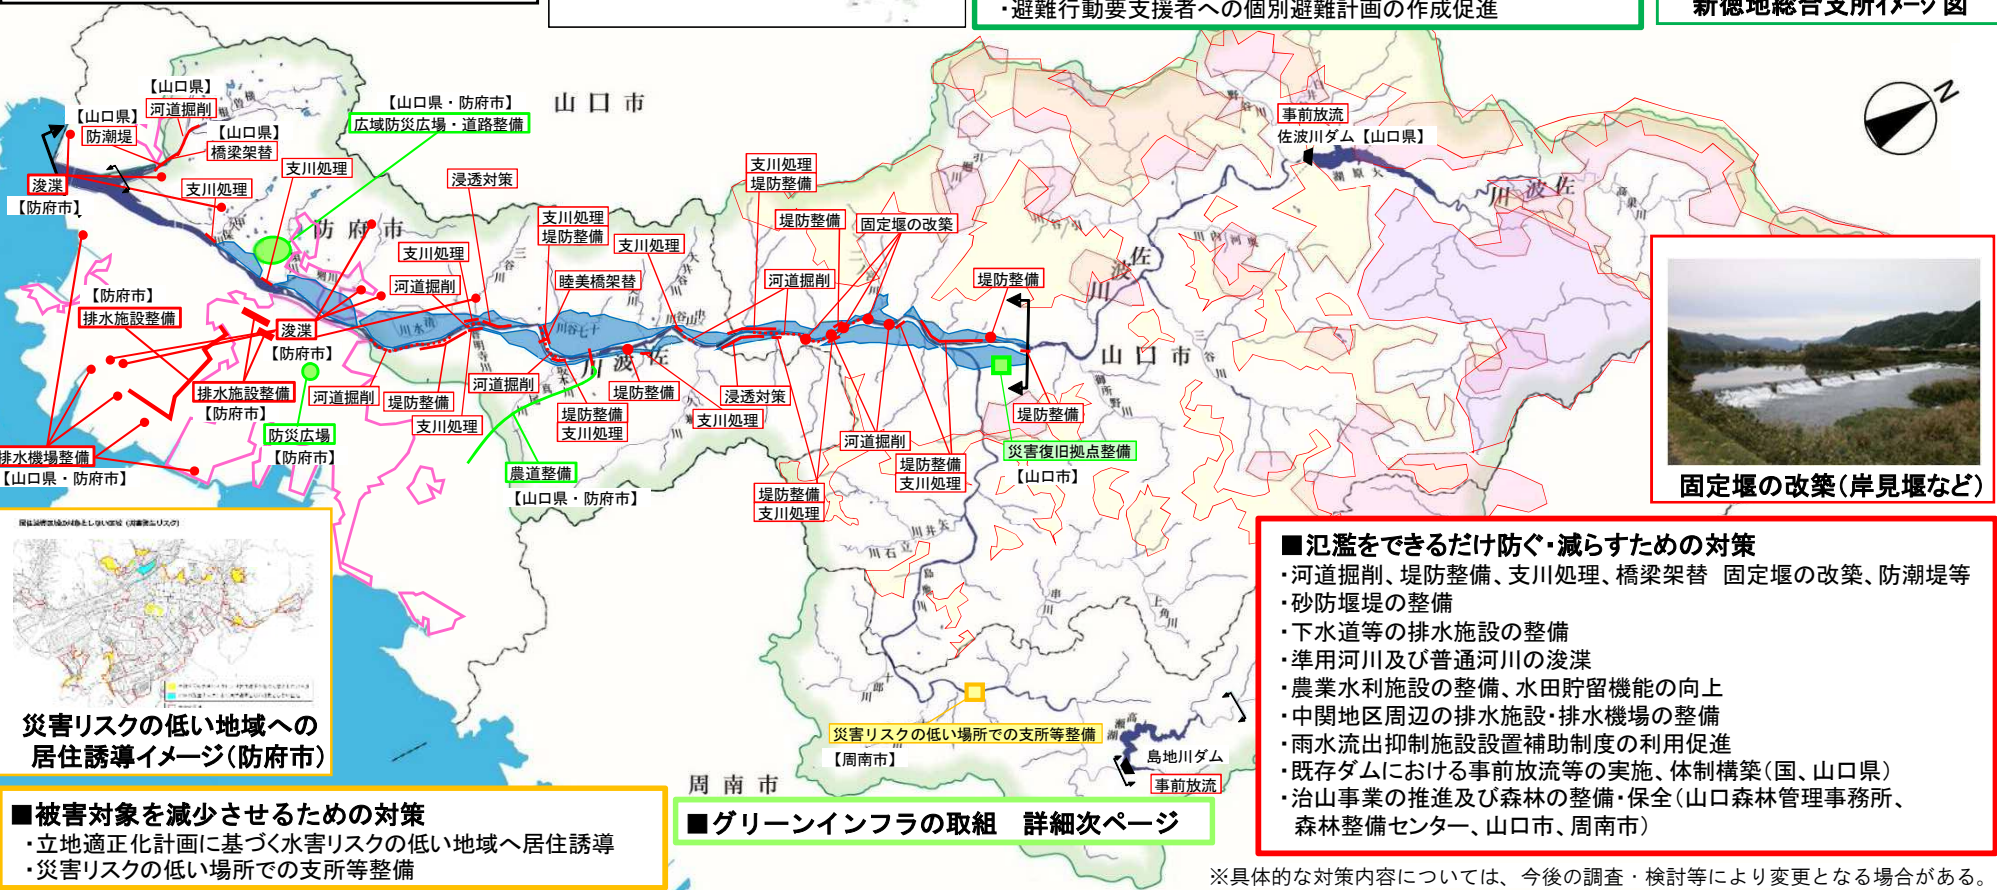 ・避難行動要支援者への個別避難計画の作成促進
新徳地総合支所イメージ図
【山口県】
河道掘削
【山口県】
防潮堤
【山口県】
橋梁架替
浚渫
【防府市】
支川処理
支川処理
【山口県・防府市】
広域防災広場・道路整備
山口市
防府市
浸透対策
支川処理
河道掘削
支川処理
堤防整備
睦美橋架替
支川処理
支川処理
堤防整備
堤防整備
固定堰の改築
河道掘削
堤防整備
事前放流
佐波川ダム【山口県】
大原湖
佐波川
佐波川
山口市
【防府市】
排水施設整備
浚渫
【防府市】
排水施設整備
【防府市】
防災広場
【防府市】
排水機場整備
【山口県・防府市】
河道掘削
堤防整備
支川処理
河道掘削
農道整備
【山口県・防府市】
堤防整備
支川処理
堤防整備
支川処理
浸透対策
佐波川
堤防整備
支川処理
河道掘削
堤防整備
支川処理
堤防整備
災害復旧拠点整備
【山口市】
島地川
災害リスクの低い場所での支所等整備
【周南市】
高瀬湖
島地川ダム
事前放流
周南市
固定堰の改築(岸見堰など)
災害リスクの低い地域への
居住誘導イメージ(防府市)
■被害対象を減少させるための対策
・立地適正化計画に基づく水害リスクの低い地域へ居住誘導
・災害リスクの低い場所での支所等整備
■グリーンインフラの取組 詳細次ページ
■氾濫をできるだけ防ぐ・減らすための対策
・河道掘削、堤防整備、支川処理、橋梁架替 固定堰の改築、防潮堤等
・砂防堰堤の整備
・下水道等の排水施設の整備
・準用河川及び普通河川の浚渫
・農業水利施設の整備、水田貯留機能の向上
・中関地区周辺の排水施設・排水機場の整備
・雨水流出抑制施設設置補助制度の利用促進
・既存ダムにおける事前放流等の実施、体制構築(国、山口県)
・治山事業の推進及び森林の整備・保全(山口森林管理事務所、
森林整備センター、山口市、周南市)
※具体的な対策内容については、今後の調査・検討等により変更となる場合がある。